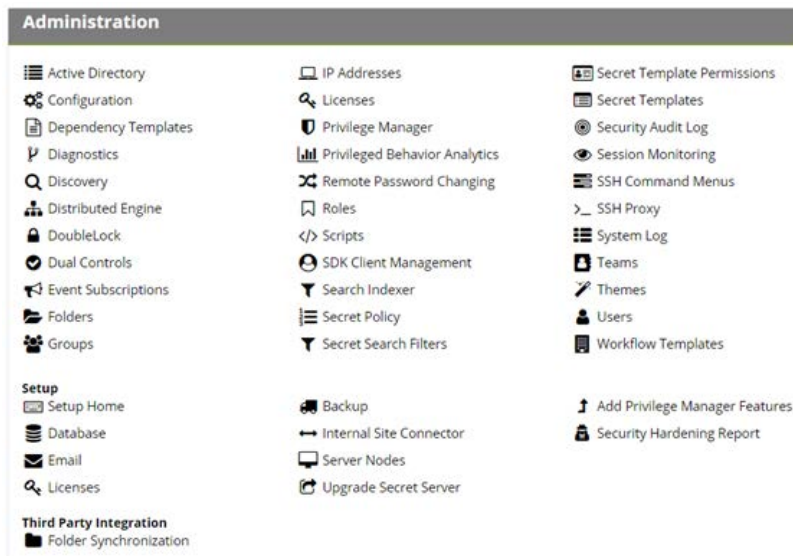 Administration
Active Directory
IP Addresses
Secret Template Permissions
Configuration
Licenses
Secret Templates
Dependency Templates
Privilege Manager
Security Audit Log
Diagnostics
Privileged Behavior Analytics
Session Monitoring
Discovery
Remote Password Changing
SSH Command Menus
Distributed Engine
Roles
SSH Proxy
DoubleLock
Scripts
System Log
Dual Controls
SDK Client Management
Teams
Event Subscriptions
Search Indexer
Themes
Folders
Secret Policy
Users
Groups
Secret Search Filters
Workflow Templates
Setup
Setup Home
Backup
Add Privilege Manager Features
Database
Internal Site Connector
Security Hardening Report
Email
Server Nodes
Licenses
Upgrade Secret Server
Third Party Integration
Folder Synchronization